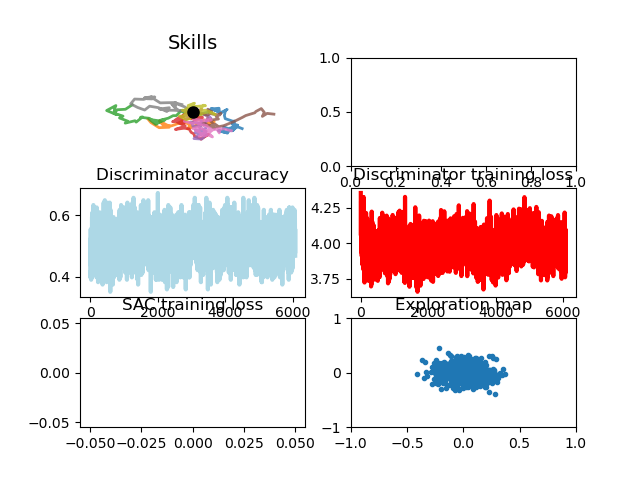 Skills
1.0
0.5
0.0
0.0 0.2 0.4 0.6 0.8 1.0
Discriminator accuracy
0.6
0.4
0 2000 4000 6000
Discriminator training loss
4.25
4.00
3.75
0 2000 4000 6000
SAC training loss
0.05
0.00
−0.05
−0.050 −0.025 0.000 0.025 0.050
Exploration map
1
0
−1
−1.0 −0.5 0.0 0.5 1.0